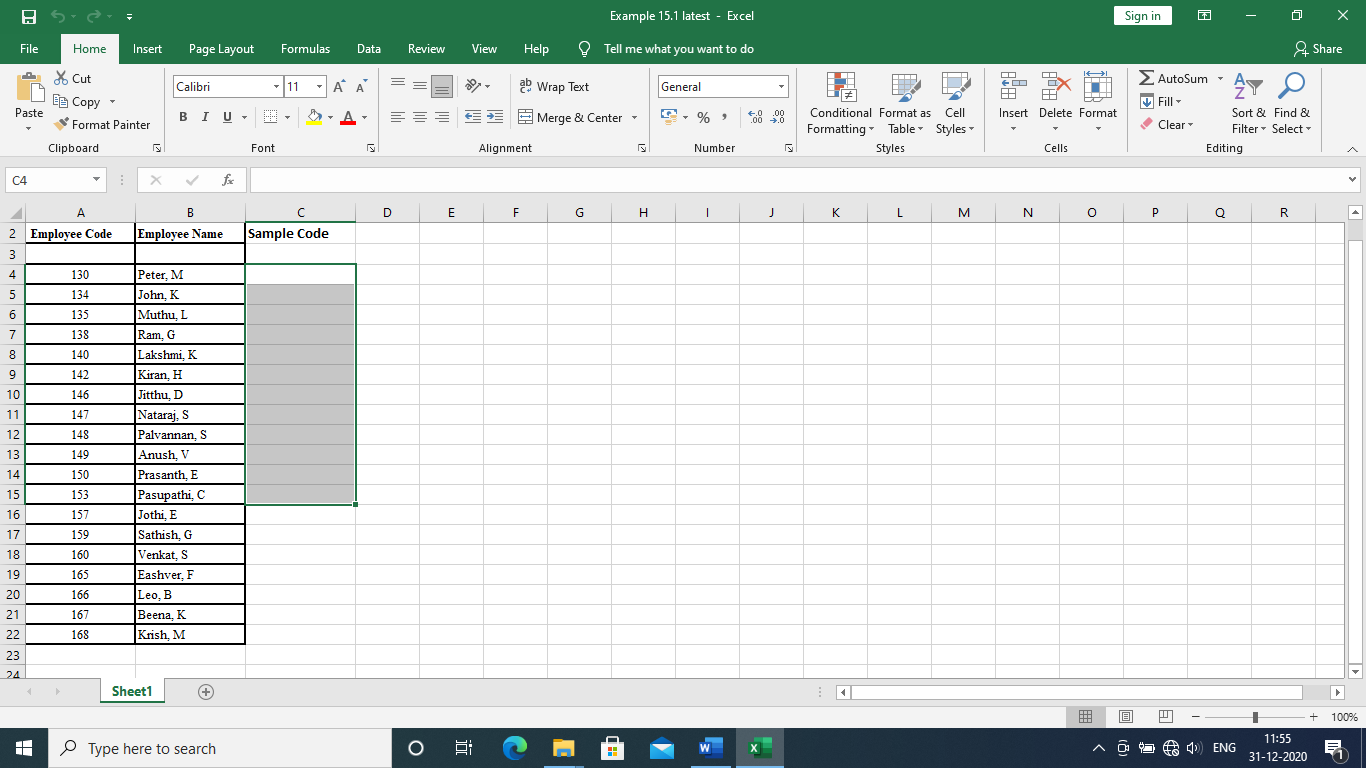 Example 15.1 latest - Excel
Sign in
File Home Insert Page Layout Formulas Data Review View Help Tell me what you want to do Share
Paste
Cut
Copy
Format Painter
Clipboard
Calibri 11
B I U A
Font
ab Wrap Text
Merge & Center
Alignment
General
% , .00 .0
Number
Conditional Formatting
Format as Table
Cell Styles
Styles
Insert Delete Format
Cells
AutoSum
Fill
Clear
Sort & Filter
Find & Select
Editing
C4 fx
A B C D E F G H I J K L M N O P Q R
2 Employee Code Employee Name Sample Code
3
4 130 Peter, M
5 134 John, K
6 135 Muthu, L
7 138 Ram, G
8 140 Lakshmi, K
9 142 Kiran, H
10 146 Jitthu, D
11 147 Nataraj, S
12 148 Palvannan, S
13 149 Anush, V
14 150 Prasanth, E
15 153 Pasupathi, C
16 157 Jothi, E
17 159 Sathish, G
18 160 Venkat, S
19 165 Eashver, F
20 166 Leo, B
21 167 Beena, K
22 168 Krish, M
23
24
Sheet1
100%
Type here to search
ENG
11:55
31-12-2020
1